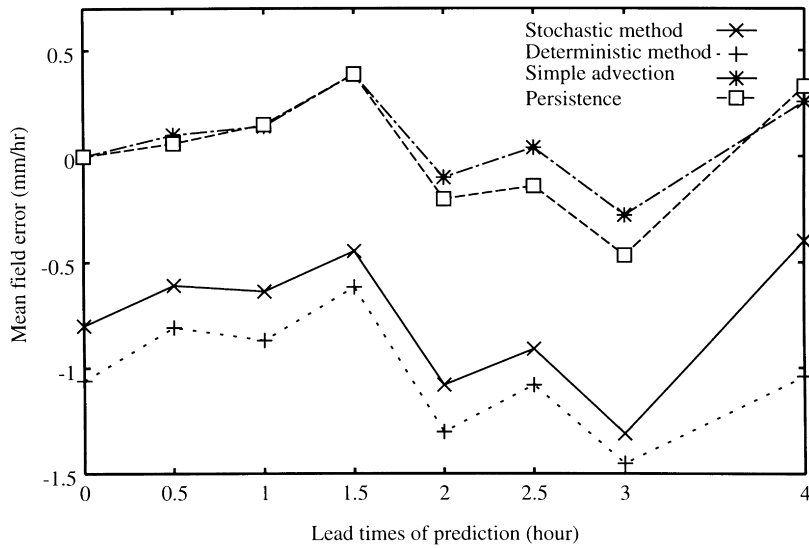 0.5
0
-0.5
-1
-1.5
Mean field error (mm/hr)
Stochastic method
Deterministic method
Simple advection
Persistence
0 0.5 1 1.5 2 2.5 3 4
Lead times of prediction (hour)